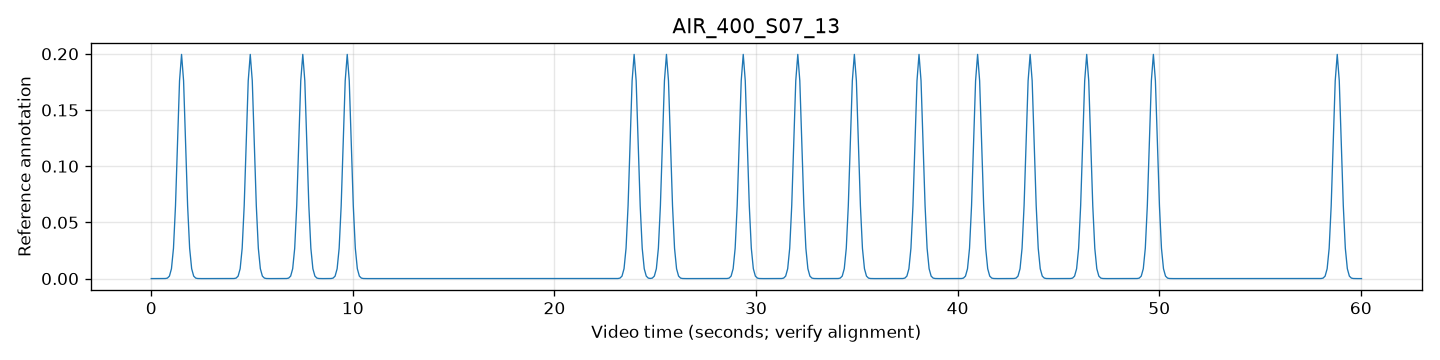 AIR_400_S07_13
Reference annotation
0.20
0.15
0.10
0.05
0.00
0 10 20 30 40 50 60
Video time (seconds; verify alignment)